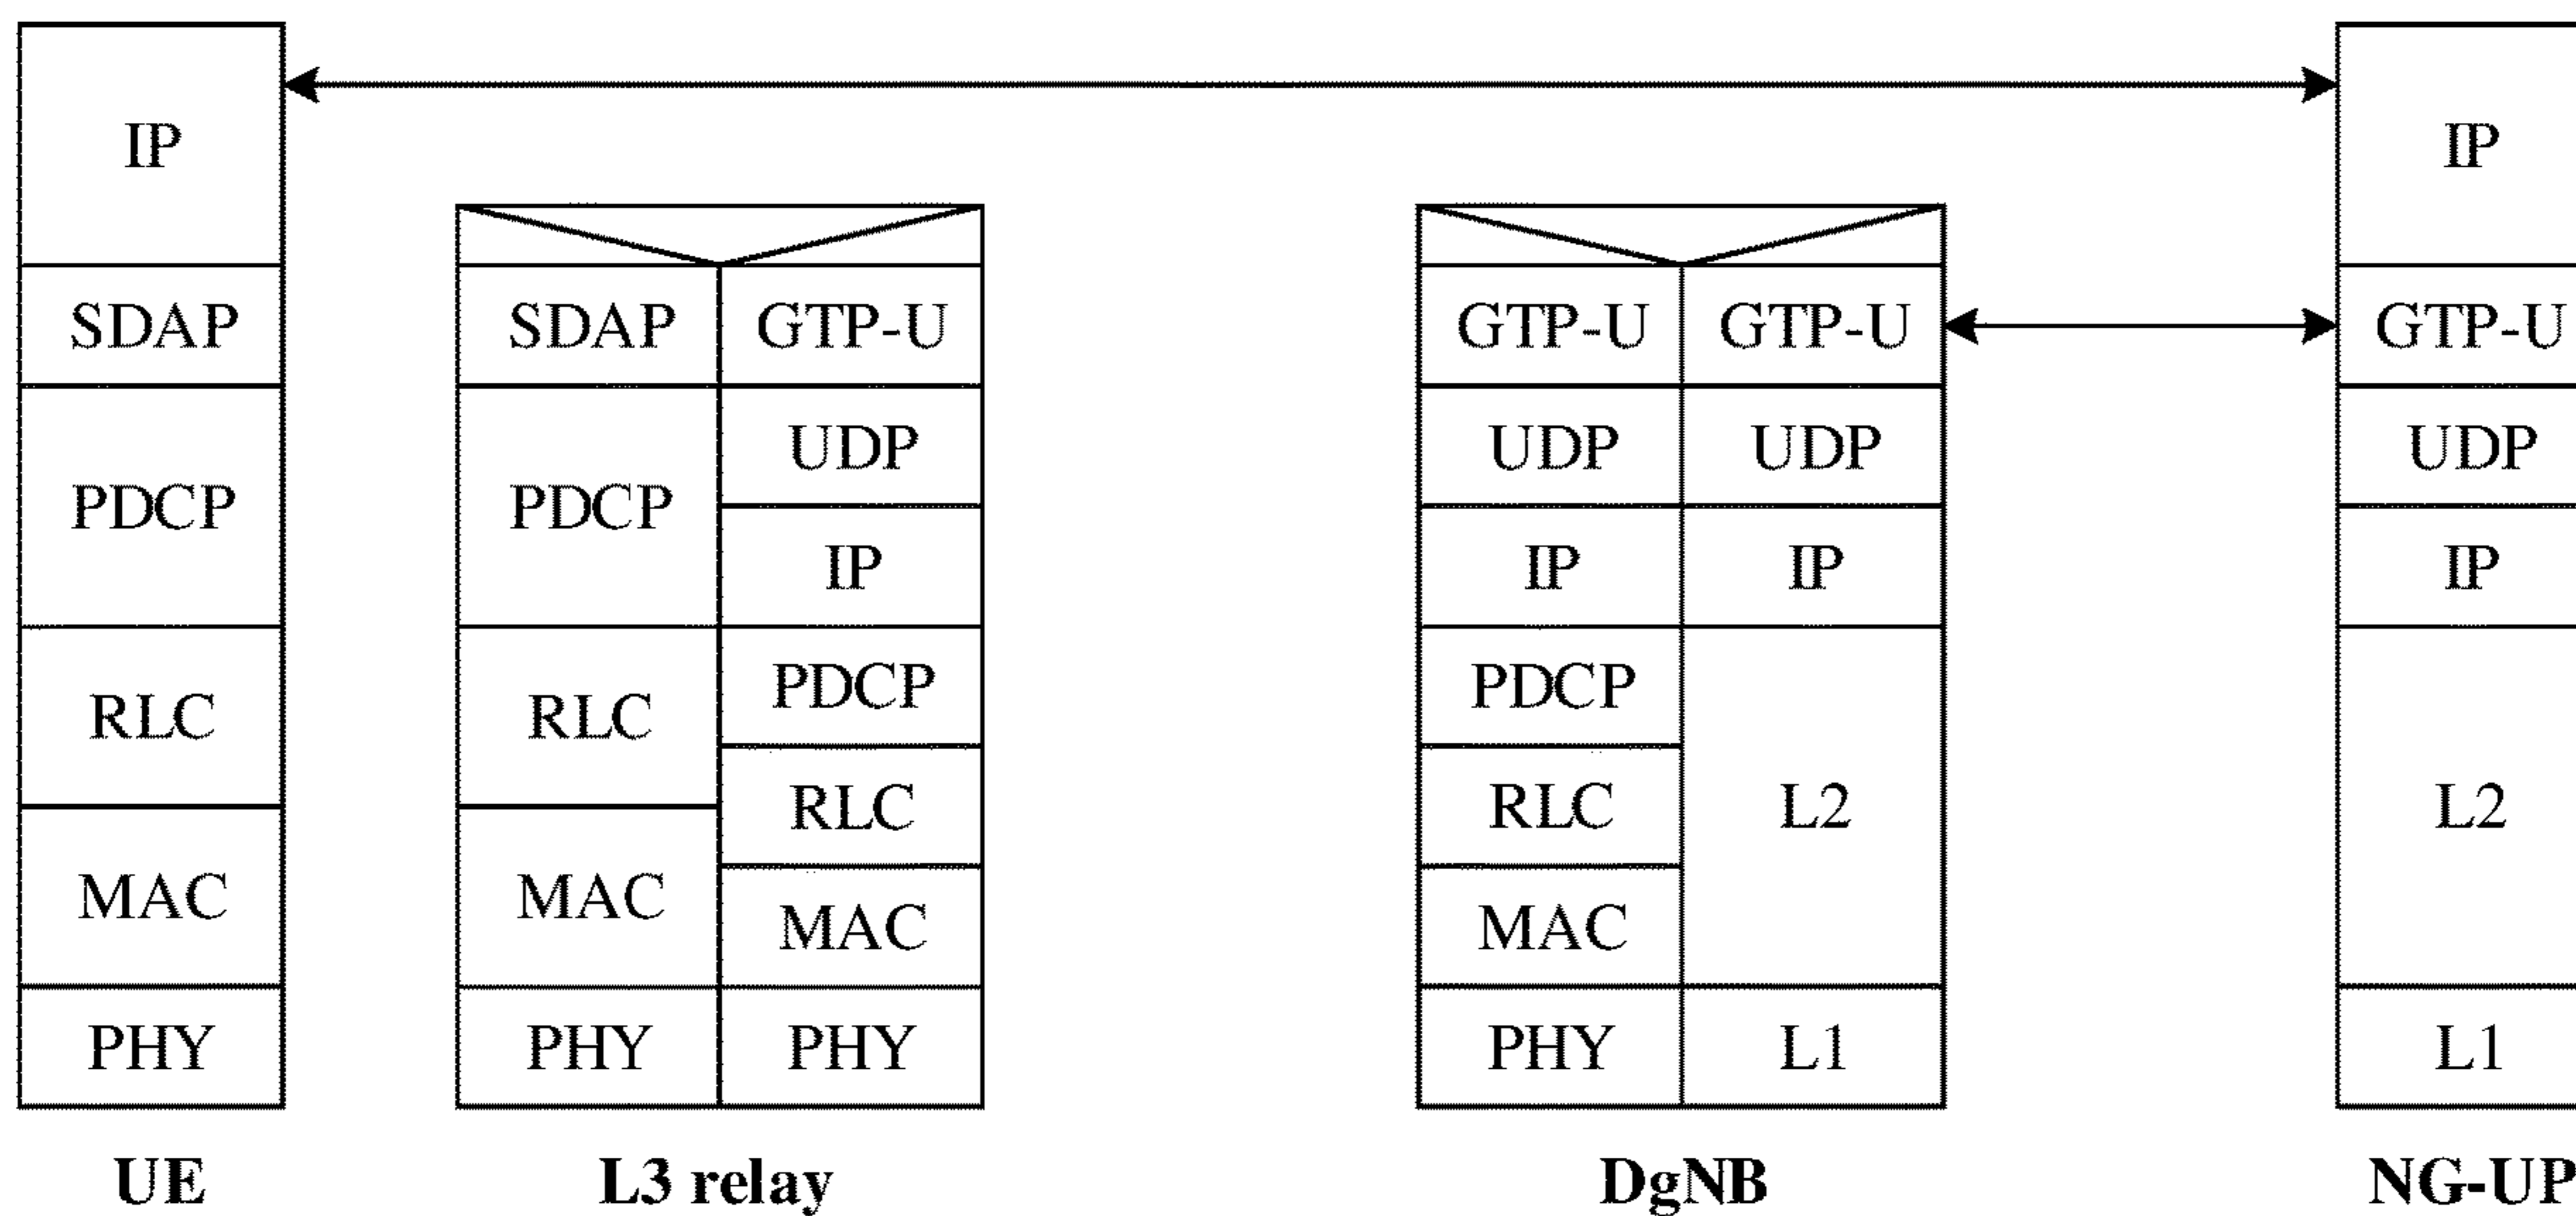 IP
SDAP
PDCP
RLC
MAC
PHY
UE
SDAP
PDCP
RLC
MAC
PHY
GTP-U
UDP
IP
PDCP
RLC
MAC
PHY
L3 relay
GTP-U
UDP
IP
PDCP
RLC
MAC
PHY
GTP-U
UDP
IP
L2
L1
DgNB
IP
GTP-U
UDP
IP
L2
L1
NG-UP